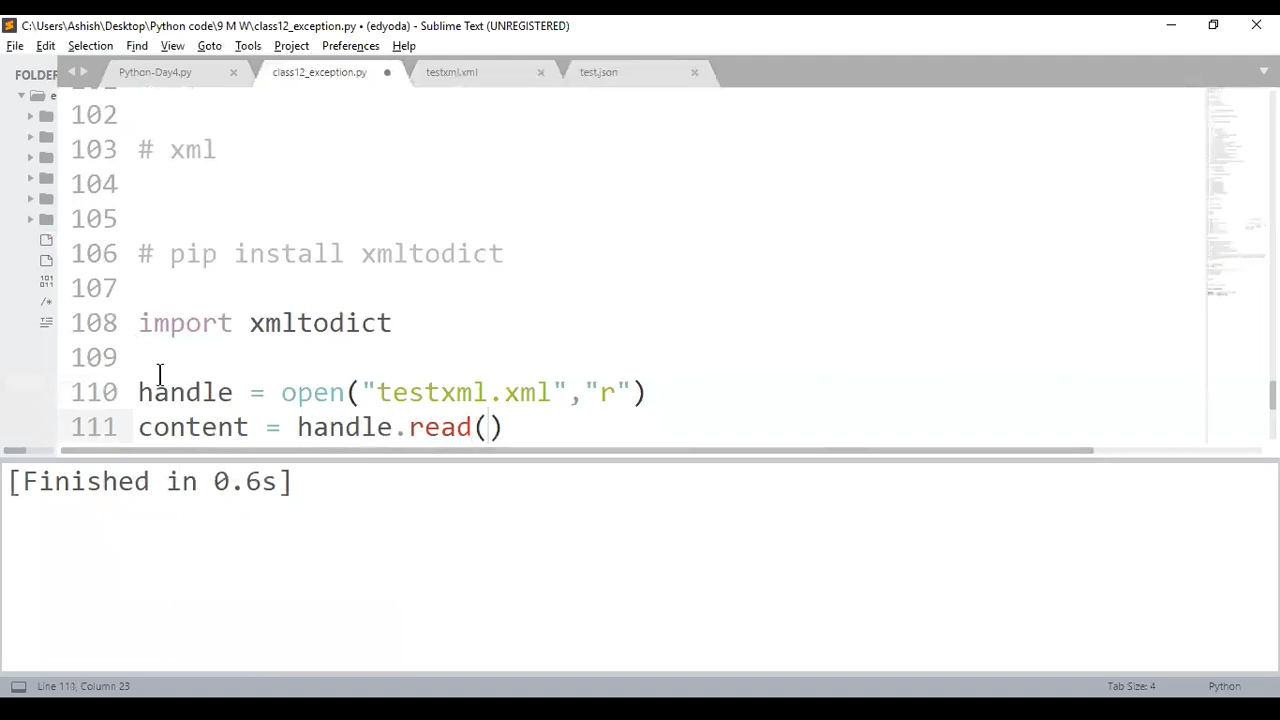 C:\Users\Ashish\Desktop\Python code\9 M W\class12_exception.py • (edyoda) - Sublime Text (UNREGISTERED)
File Edit Selection Find View Goto Tools Project Preferences Help
FOLDER
Python-Day4.py
class12_exception.py
testxml.xml
test.json
e
102
103 # xml
104
105
106 # pip install xmltodict
107
108 import xmltodict
109
110 handle = open("testxml.xml","r")
111 content = handle.read()
[Finished in 0.6s]
Column 23
Tab Size: 4
Python